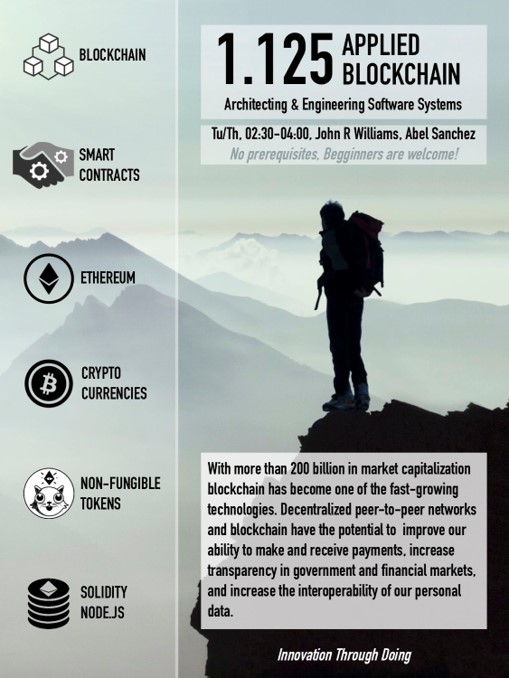 BLOCKCHAIN
SMART
CONTRACTS
ETHEREUM
CRYPTO
CURRENCIES
NON-FUNGIBLE
TOKENS
SOLIDITY
NODE.JS
1.125 APPLIED
BLOCKCHAIN
Architecting & Engineering Software Systems
Tu/Th, 02:30-04:00, John R Williams, Abel Sanchez
No prerequisites, Begginners are welcome!
With more than 200 billion in market capitalization
blockchain has become one of the fast-growing
technologies. Decentralized peer-to-peer networks
and blockchain have the potential to improve our
ability to make and receive payments, increase
transparency in government and financial markets,
and increase the interoperability of our personal
data.
Innovation Through Doing